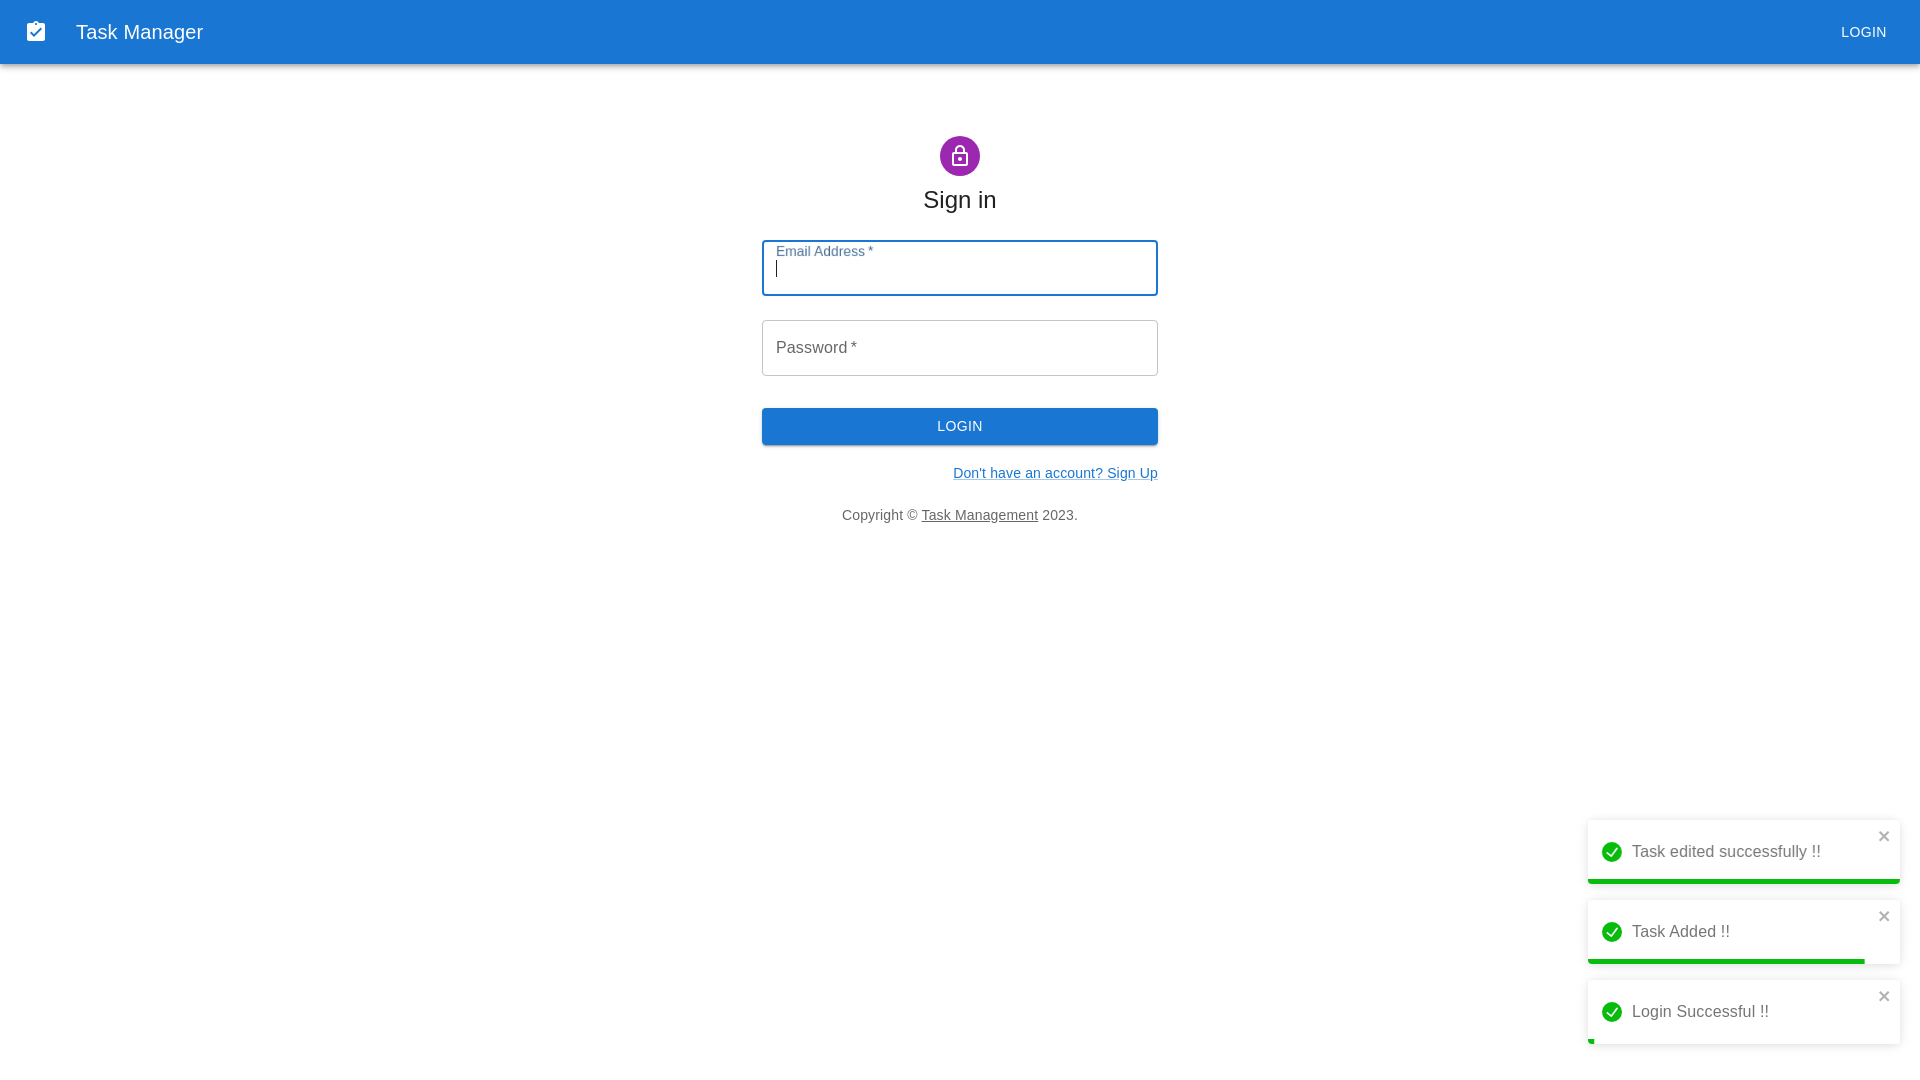 Task Manager
LOGIN
Sign in
Email Address *
Password *
LOGIN
Don't have an account? Sign Up
Copyright © Task Management 2023.
Task edited successfully !!
Task Added !!
Login Successful !!